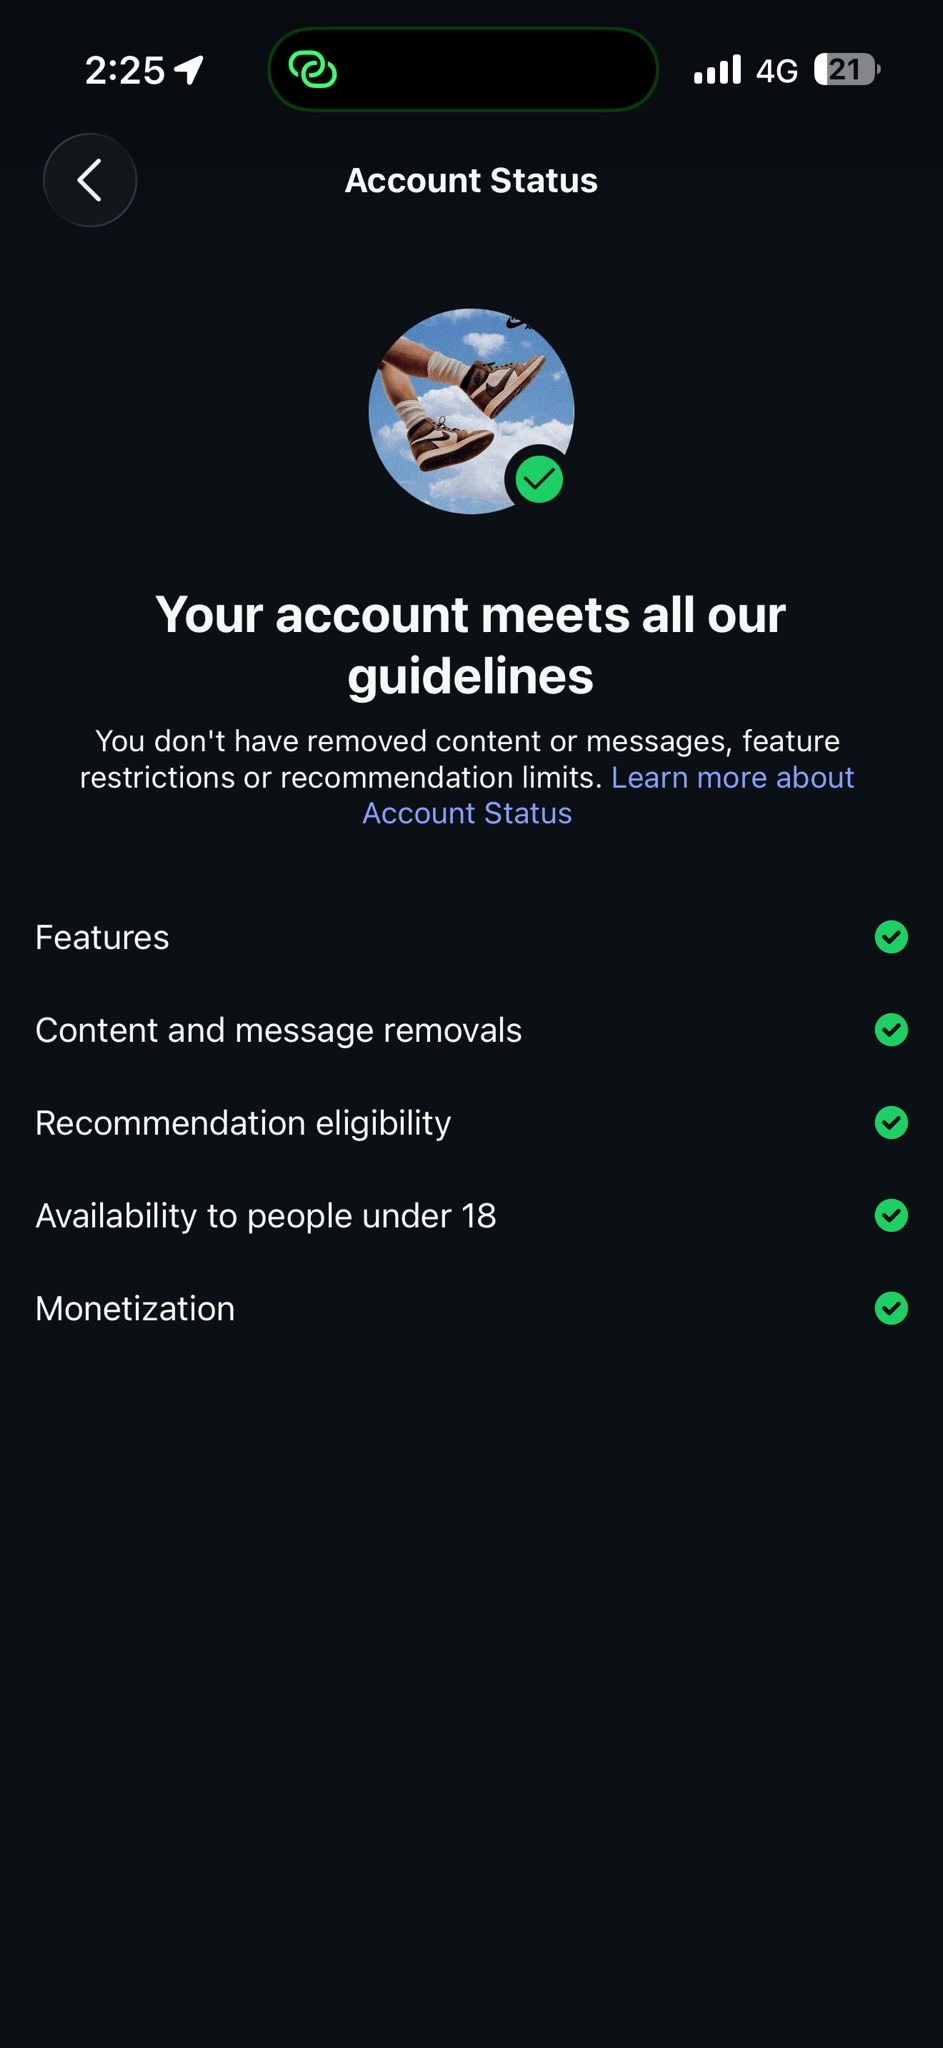 2:25 4G 21
Account Status
Your account meets all our
guidelines
You don't have removed content or messages, feature
restrictions or recommendation limits. Learn more about
Account Status
Features
Content and message removals
Recommendation eligibility
Availability to people under 18
Monetization